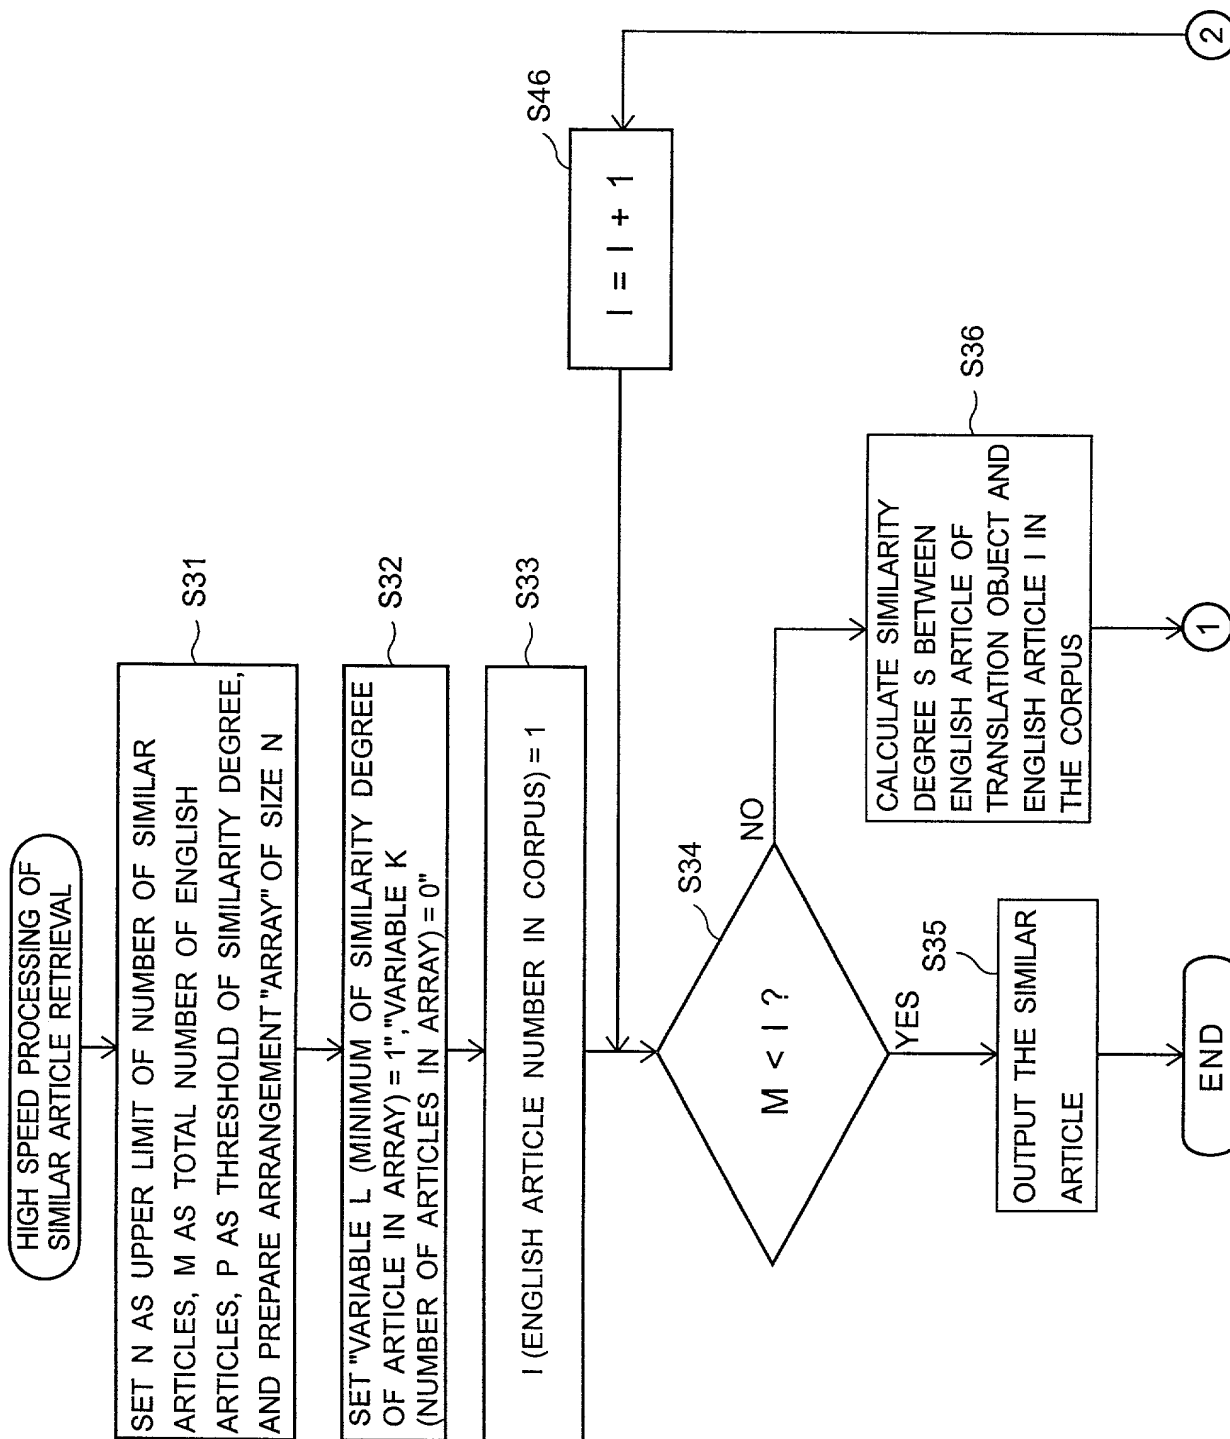 HIGH SPEED PROCESSING OF
SIMILAR ARTICLE RETRIEVAL
S31
SET N AS UPPER LIMIT OF NUMBER OF SIMILAR
ARTICLES, M AS TOTAL NUMBER OF ENGLISH
ARTICLES, P AS THRESHOLD OF SIMILARITY DEGREE,
AND PREPARE ARRANGEMENT "ARRAY" OF SIZE N
S32
SET "VARIABLE L (MINIMUM OF SIMILARITY DEGREE
OF ARTICLE IN ARRAY) = 1", "VARIABLE K
(NUMBER OF ARTICLES IN ARRAY) = 0"
S33
I (ENGLISH ARTICLE NUMBER IN CORPUS) = 1
S46
I = I + 1
S34
M < I ?
NO
YES
S35
OUTPUT THE SIMILAR
ARTICLE
S36
CALCULATE SIMILARITY
DEGREE S BETWEEN
ENGLISH ARTICLE OF
TRANSLATION OBJECT AND
ENGLISH ARTICLE I IN
THE CORPUS
END
1
2